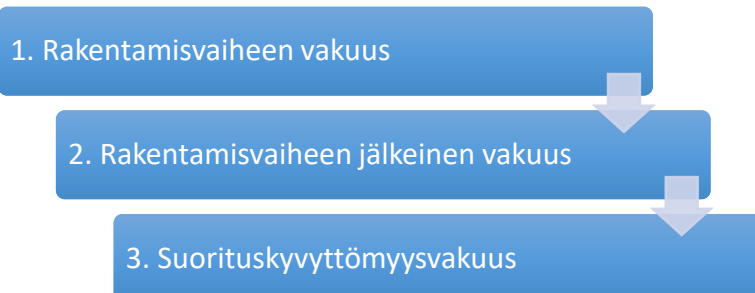 1. Rakentamisvaiheen vakuus
2. Rakentamisvaiheen jälkeinen vakuus
3. Suorituskyvyttömyysvakuus